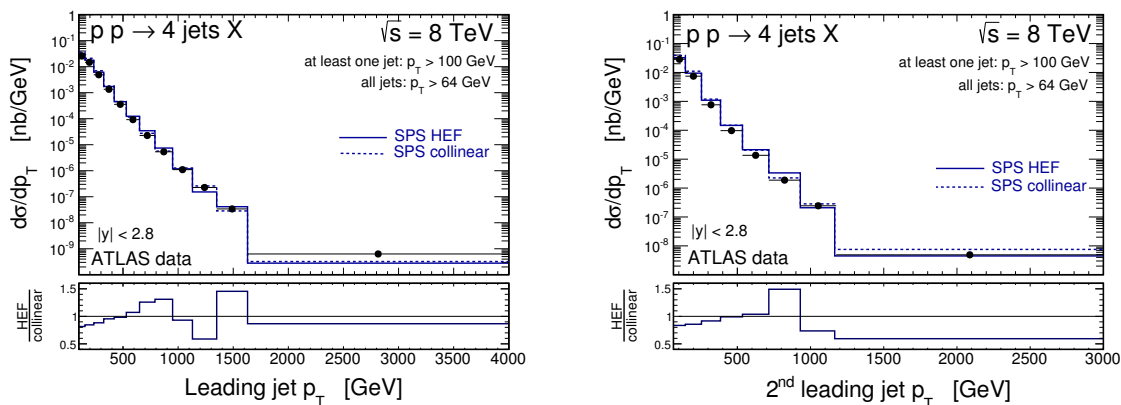 p p → 4 jets X √s = 8 TeV
at least one jet: p_T > 100 GeV
all jets: p_T > 64 GeV
SPS HEF
SPS collinear
|y| < 2.8
ATLAS data
dσ/dp_T [nb/GeV]
10^-1
1
10^-1
10^-2
10^-3
10^-4
10^-5
10^-6
10^-7
10^-8
10^-9
HEF
collinear
1.5
1
0.5
500 1000 1500 2000 2500 3000 3500 4000
Leading jet p_T [GeV]
p p → 4 jets X √s = 8 TeV
at least one jet: p_T > 100 GeV
all jets: p_T > 64 GeV
SPS HEF
SPS collinear
|y| < 2.8
ATLAS data
dσ/dp_T [nb/GeV]
10
1
10^-1
10^-2
10^-3
10^-4
10^-5
10^-6
10^-7
10^-8
HEF
collinear
1.5
1
0.5
500 1000 1500 2000 2500 3000
2^nd leading jet p_T [GeV]